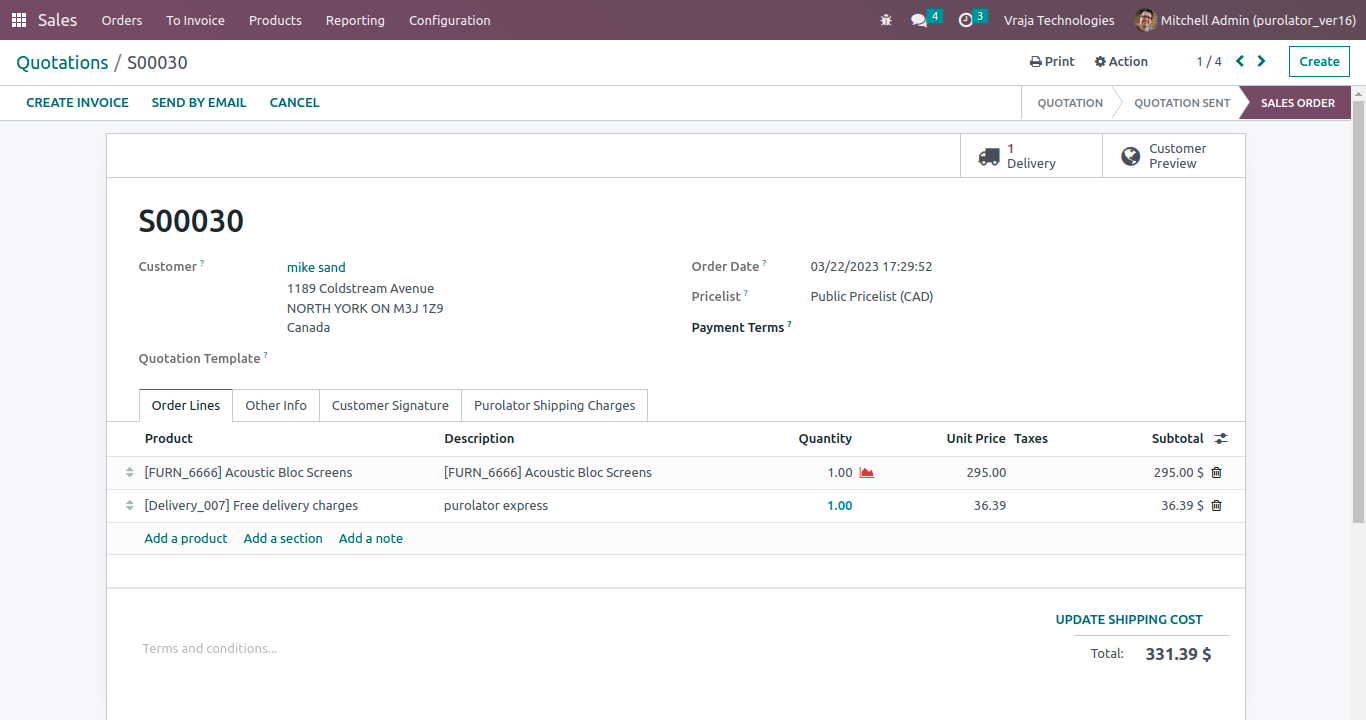 Sales Orders To Invoice Products Reporting Configuration 4 3 Vraja Technologies Mitchell Admin (purolator_ver16)
Quotations / S00030 Print Action 1 / 4 Create
CREATE INVOICE SEND BY EMAIL CANCEL QUOTATION QUOTATION SENT SALES ORDER
1 Delivery
Customer Preview
S00030
Customer ? mike sand
1189 Coldstream Avenue
NORTH YORK ON M3J 1Z9
Canada
Quotation Template ?
Order Date ? 03/22/2023 17:29:52
Pricelist ? Public Pricelist (CAD)
Payment Terms ?
Order Lines Other Info Customer Signature Purolator Shipping Charges
Product Description Quantity Unit Price Taxes Subtotal
[FURN_6666] Acoustic Bloc Screens [FURN_6666] Acoustic Bloc Screens 1.00 295.00 295.00 $
[Delivery_007] Free delivery charges purolator express 1.00 36.39 36.39 $
Add a product Add a section Add a note
UPDATE SHIPPING COST
Terms and conditions...
Total: 331.39 $